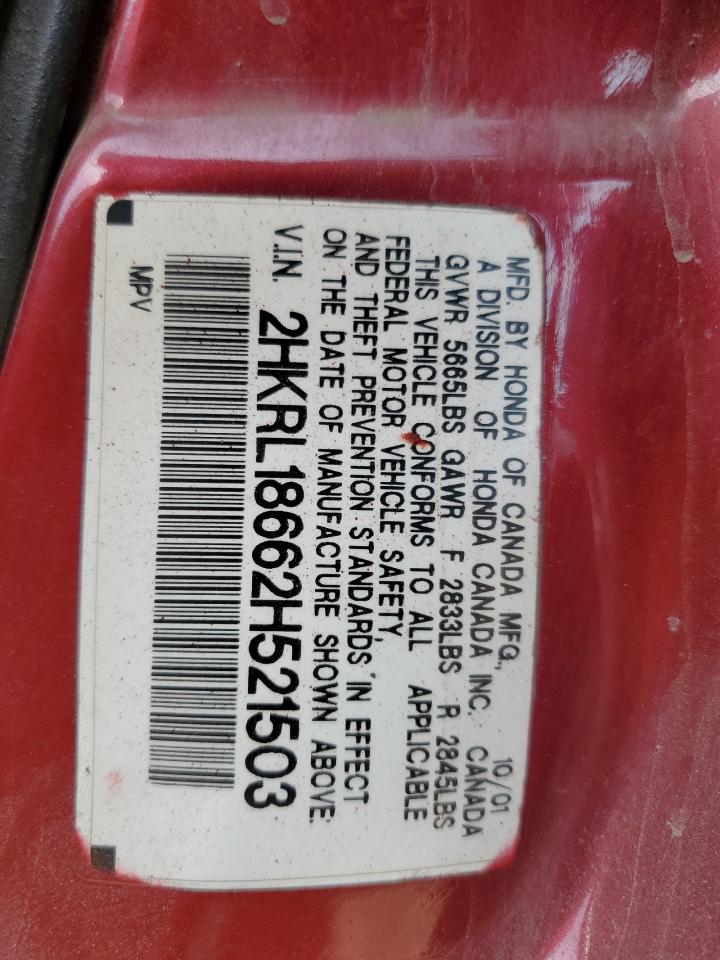 MFD. BY HONDA OF CANADA MFG., 10/01
A DIVISION OF HONDA CANADA INC, CANADA
GVWR 5665LBS GAWR F 2833LBS R 2845LBS
THIS VEHICLE CONFORMS TO ALL APPLICABLE
FEDERAL MOTOR VEHICLE SAFETY,
AND THEFT PREVENTION STANDARDS IN EFFECT
ON THE DATE OF MANUFACTURE SHOWN ABOVE.
V.I.N. 2HKRL18662H521503
MPV